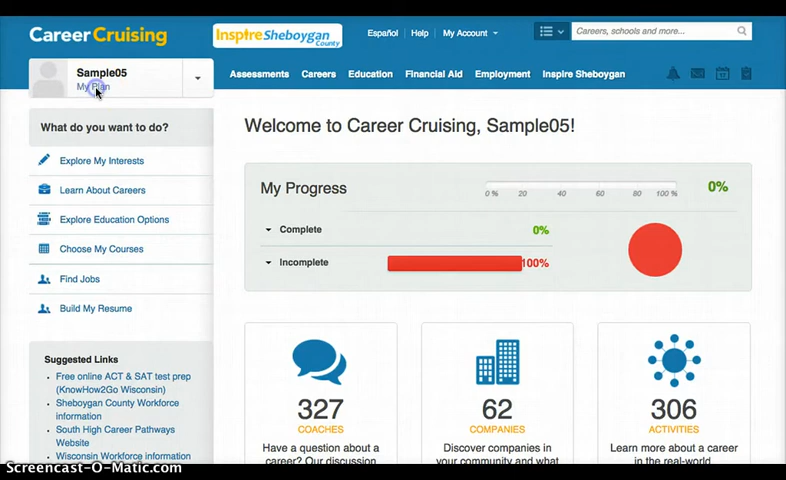 CareerCruising
InspireSheboygan
County
Español Help My Account
Careers, schools and more...
Sample05
My Plan
Assessments Careers Education Financial Aid Employment Inspire Sheboygan
What do you want to do?
Explore My Interests
Learn About Careers
Explore Education Options
Choose My Courses
Find Jobs
Build My Resume
Suggested Links
Free online ACT & SAT test prep
(KnowHow2Go Wisconsin)
Sheboygan County Workforce
information
South High Career Pathways
Website
Wisconsin Workforce information
Welcome to Career Cruising, Sample05!
My Progress
0% 20 40 60 80 100 %
0%
Complete 0%
Incomplete 100%
327
COACHES
Have a question about a
career? Our discussion
62
COMPANIES
Discover companies in
your community and what
306
ACTIVITIES
Learn more about a career
in the real-world
Screencast-O-Matic.com